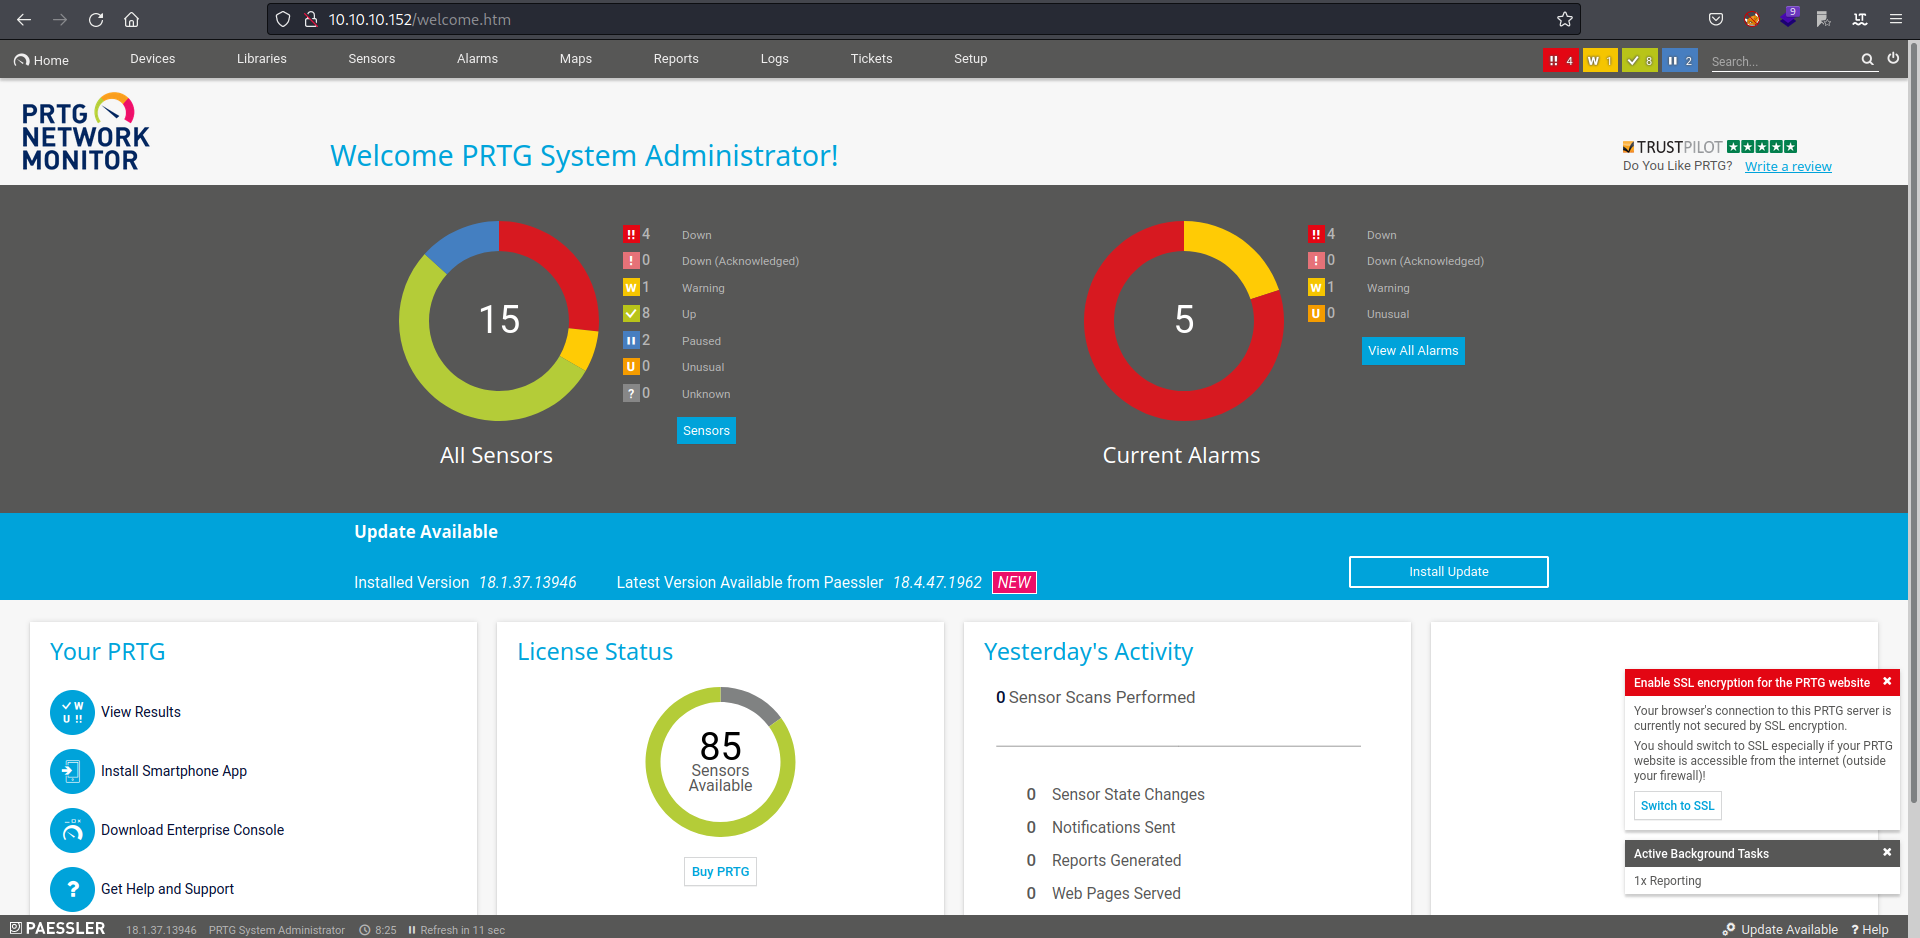 10.10.10.152/welcome.htm
9
Home Devices Libraries Sensors Alarms Maps Reports Logs Tickets Setup
!! 4 W 1 8 2 Search...
PRTG
NETWORK
MONITOR
Welcome PRTG System Administrator!
TRUSTPILOT
Do You Like PRTG? Write a review
15
All Sensors
!! 4 Down
! 0 Down (Acknowledged)
W 1 Warning
8 Up
2 Paused
U 0 Unusual
? 0 Unknown
Sensors
5
Current Alarms
!! 4 Down
! 0 Down (Acknowledged)
W 1 Warning
U 0 Unusual
View All Alarms
Update Available
Installed Version 18.1.37.13946 Latest Version Available from Paessler 18.4.47.1962 NEW
Install Update
Your PRTG
W
U !!
View Results
Install Smartphone App
Download Enterprise Console
? Get Help and Support
License Status
85
Sensors
Available
Buy PRTG
Yesterday's Activity
0 Sensor Scans Performed
0 Sensor State Changes
0 Notifications Sent
0 Reports Generated
0 Web Pages Served
Enable SSL encryption for the PRTG website
Your browser's connection to this PRTG server is
currently not secured by SSL encryption.
You should switch to SSL especially if your PRTG
website is accessible from the internet (outside
your firewall)!
Switch to SSL
Active Background Tasks
1x Reporting
PAESSLER 18.1.37.13946 PRTG System Administrator 8:25 Refresh in 11 sec
Update Available ? Help